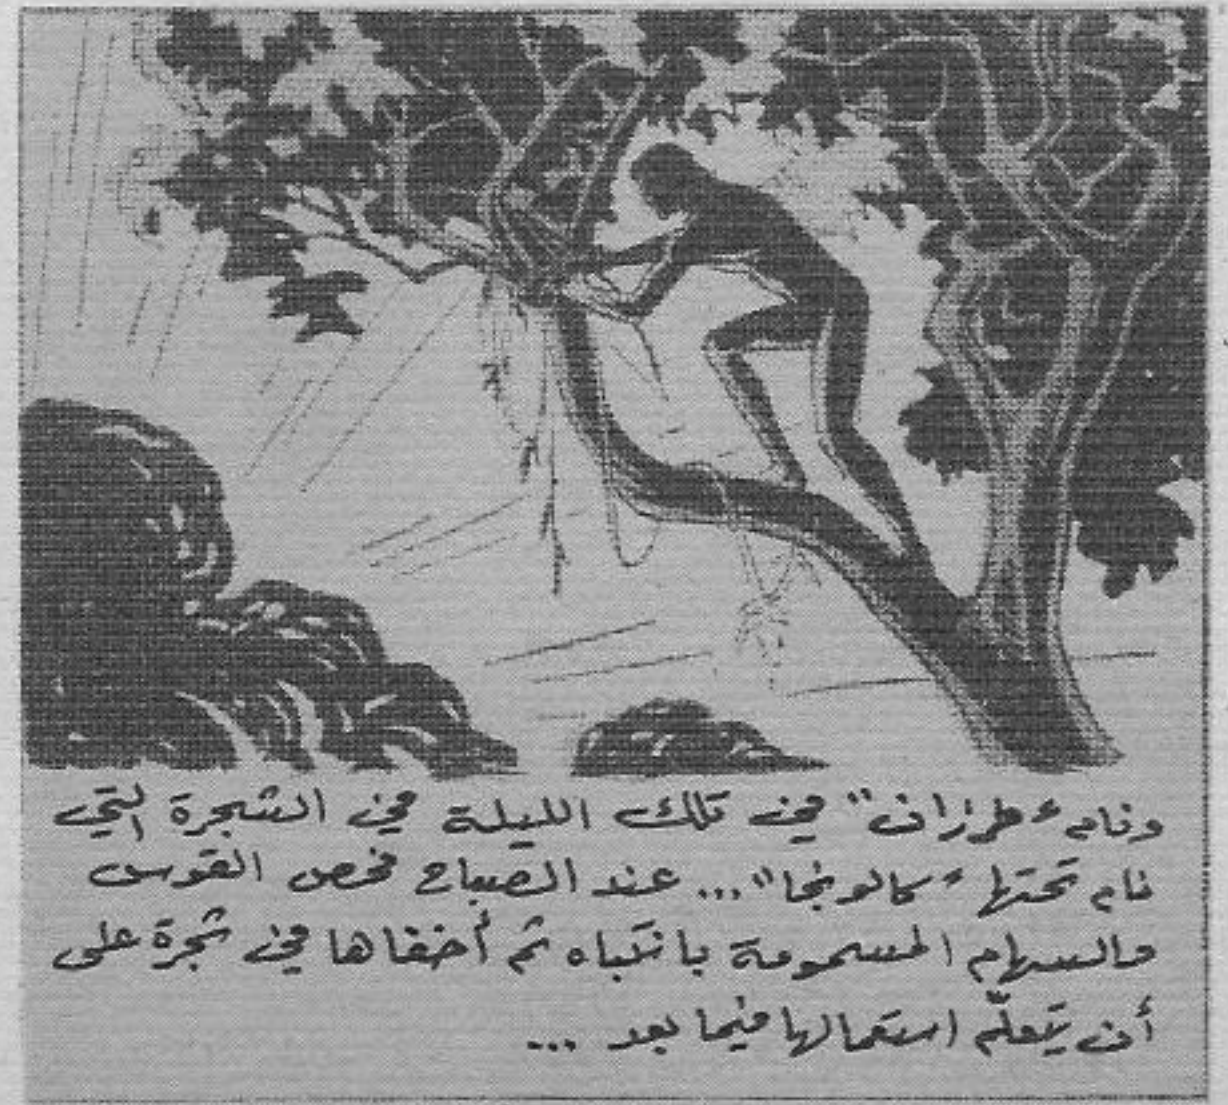 ونام "طرزان" في تلك الليلة في الشجرة التي
نام تحتها "كالونجا"... عند الصباح فحص القوس
والسهام المسمومة بانتباه ثم أخفاها في شجرة على
أن يتعلّم استعمالها فيما بعد ...